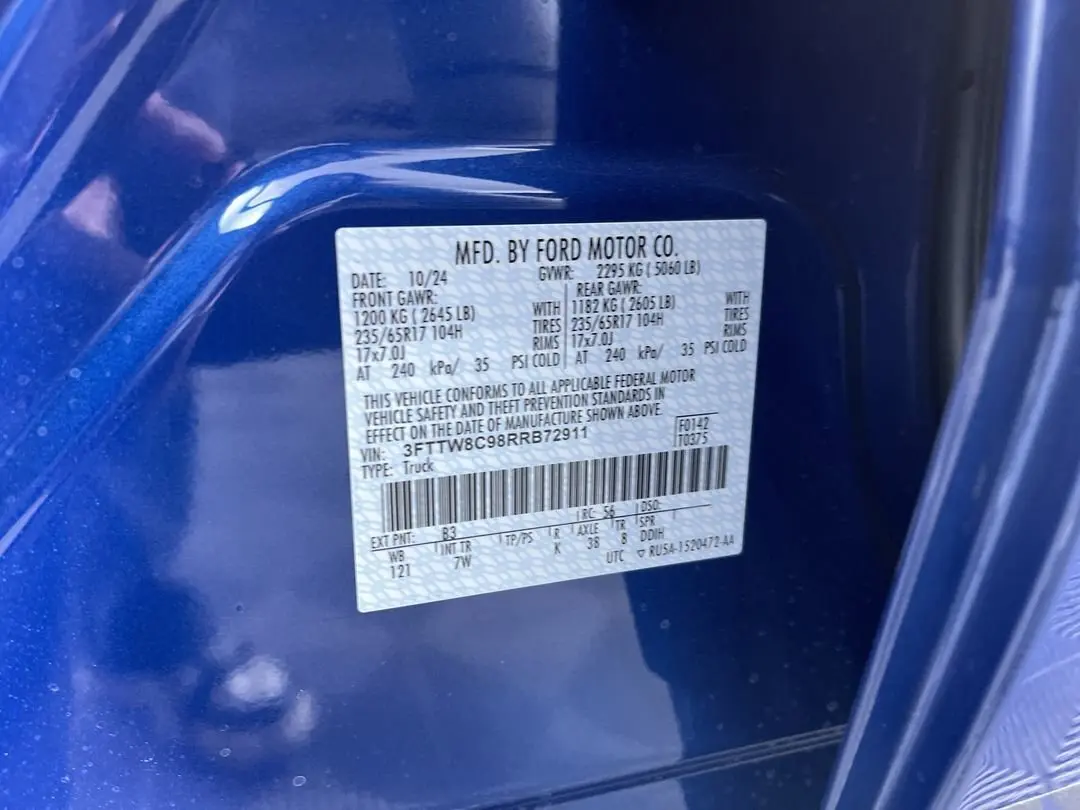 MFD. BY FORD MOTOR CO.
DATE: 10/24 GVWR: 2295 KG ( 5060 LB)
FRONT GAWR: REAR GAWR:
1200 KG ( 2645 LB) WITH 1182 KG ( 2605 LB) WITH
235/65R17 104H TIRES 235/65R17 104H TIRES
17x7.0J RIMS 17x7.0J RIMS
AT 240 kPa/ 35 PSI COLD AT 240 kPa/ 35 PSI COLD
THIS VEHICLE CONFORMS TO ALL APPLICABLE FEDERAL MOTOR
VEHICLE SAFETY AND THEFT PREVENTION STANDARDS IN
EFFECT ON THE DATE OF MANUFACTURE SHOWN ABOVE.
VIN: 3FTTW8C98RRB72911 F0142
TYPE: Truck T0375
EXT PNT: B3 RC: 56 DSO:
WB INT TR TP/PS R AXLE TR SPR
121 7W K 38 8 DDIH
UTC ▽ RU5A-1520472-AA